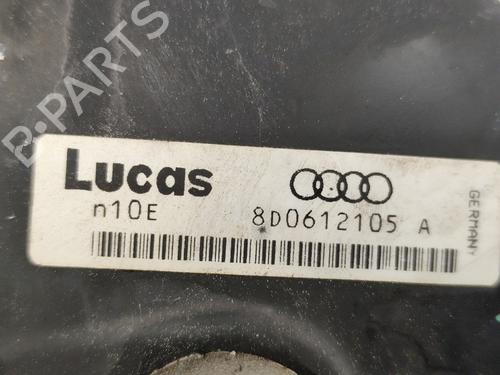 B-PARTS
Lucas
n10E 8D0612105 A
GERMANY